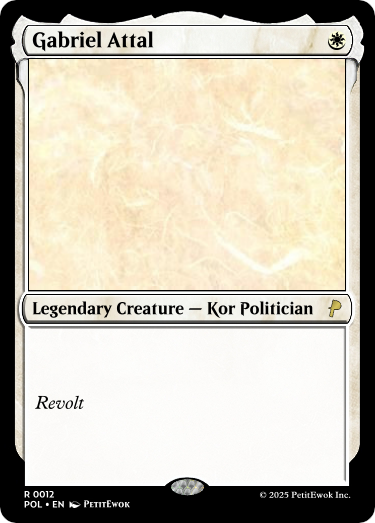 Gabriel Attal
Legendary Creature — Kor Politician
Revolt
R 0012
POL • EN PETITEWOK
© 2025 PetitEwok Inc.